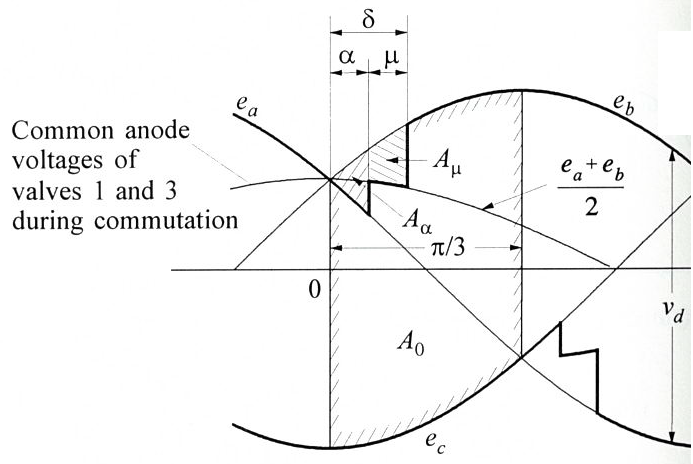 δ
α μ
e_a
e_b
Common anode
voltages of
valves 1 and 3
during commutation
A_μ
e_a + e_b
2
A_α
π/3
0
v_d
A_0
e_c